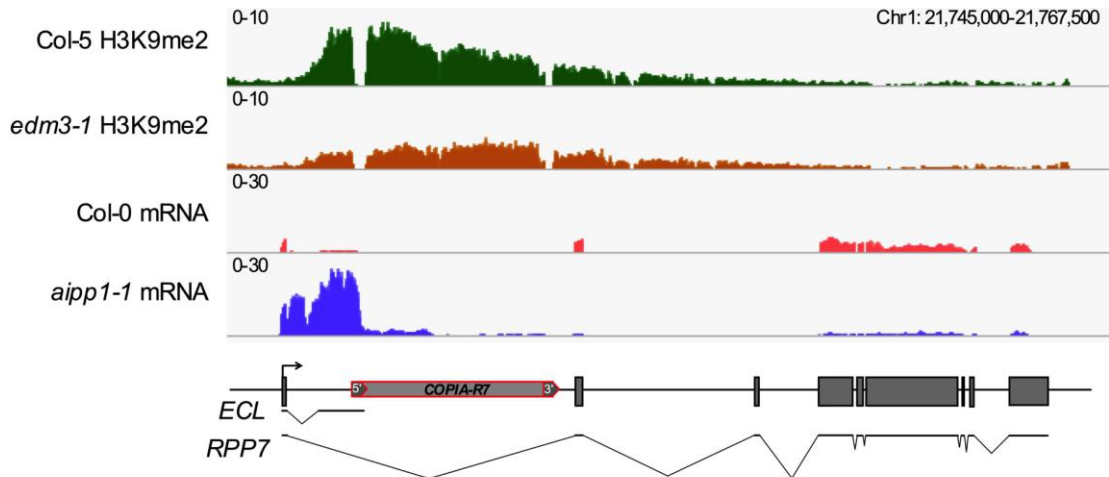 0-10
Chr1: 21,745,000-21,767,500
Col-5 H3K9me2
0-10
edm3-1 H3K9me2
0-30
Col-0 mRNA
0-30
aipp1-1 mRNA
5' COPIA-R7 3'
ECL
RPP7